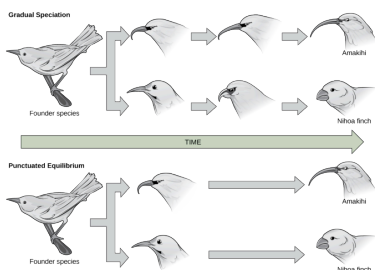 Gradual Speciation
Founder species
Amakihi
Nihoa finch
TIME
Punctuated Equilibrium
Founder species
Amakihi
Nihoa finch